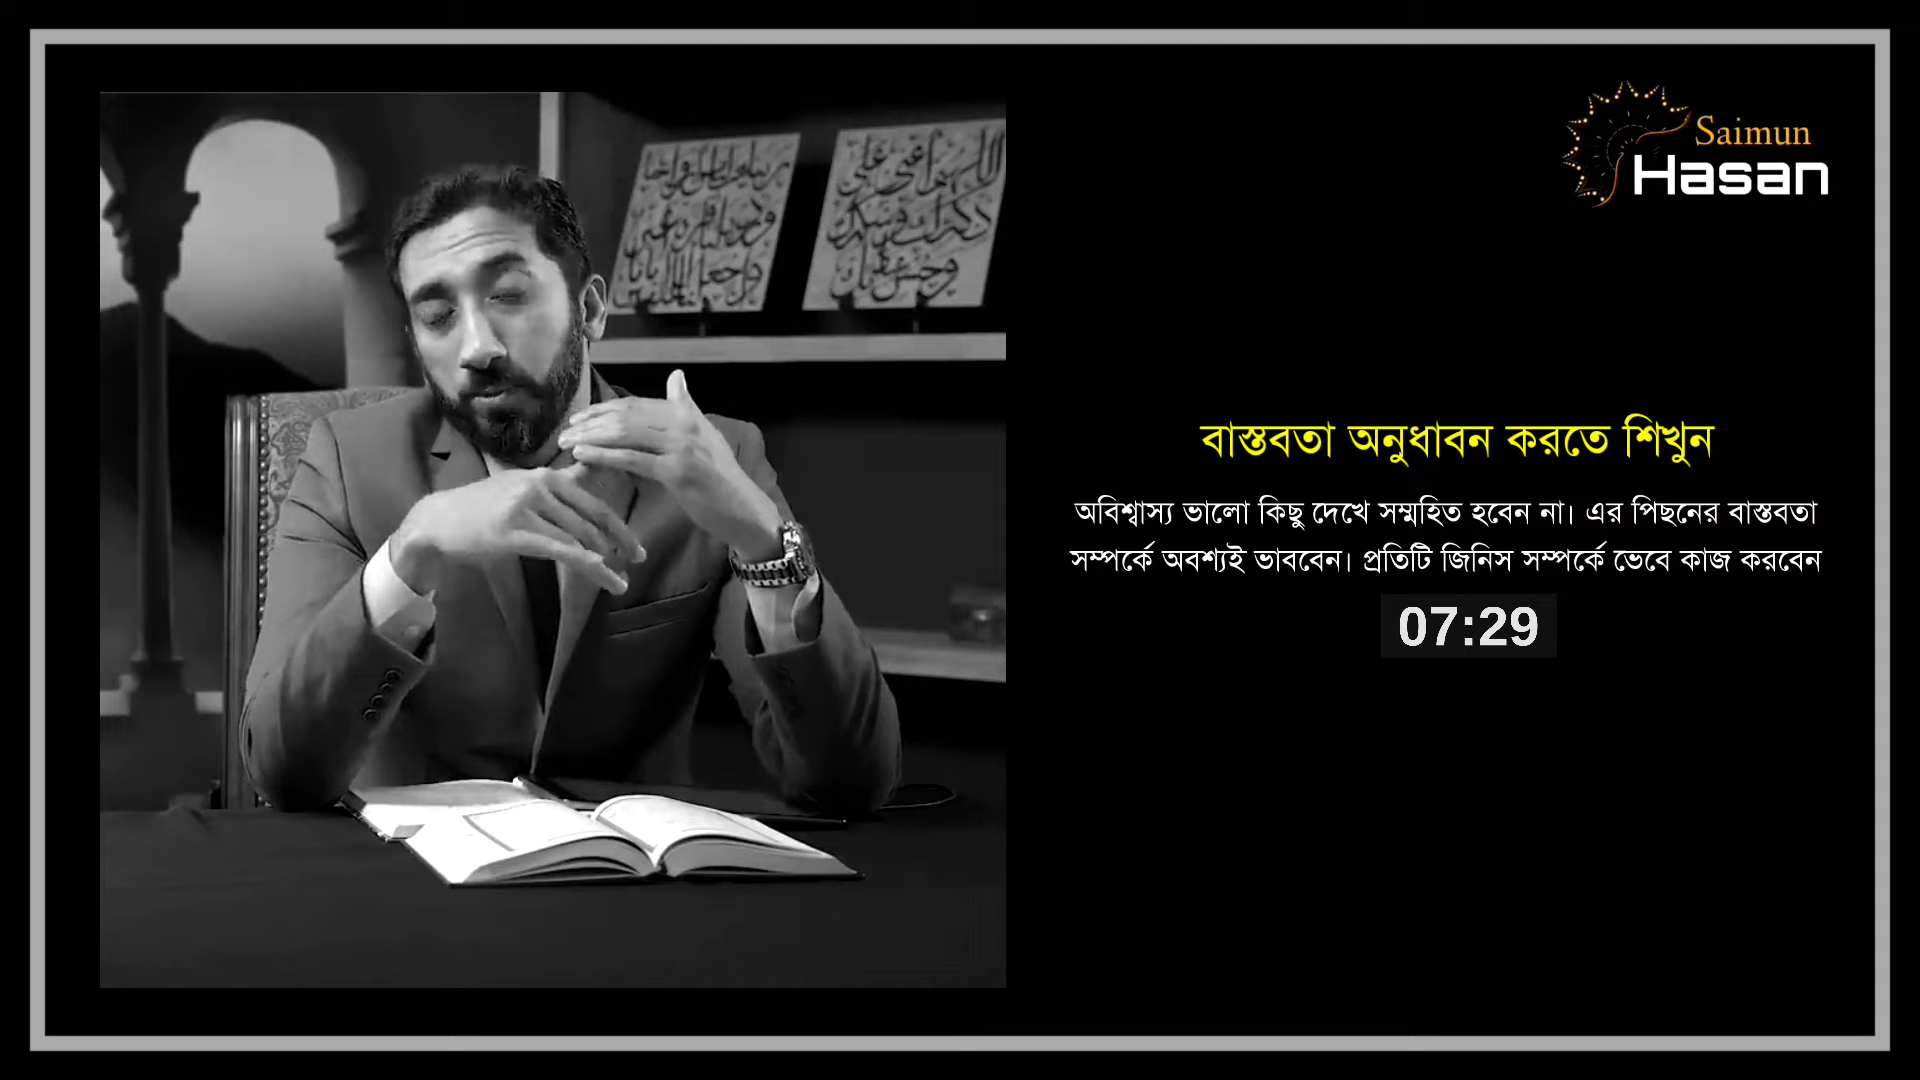 Saimun
Hasan
বাস্তবতা অনুধাবন করতে শিখুন
অবিশ্বাস্য ভালো কিছু দেখে সম্মহিত হবেন না। এর পিছনের বাস্তবতা
সম্পর্কে অবশ্যই ভাববেন। প্রতিটি জিনিস সম্পর্কে ভেবে কাজ করবেন
07:29